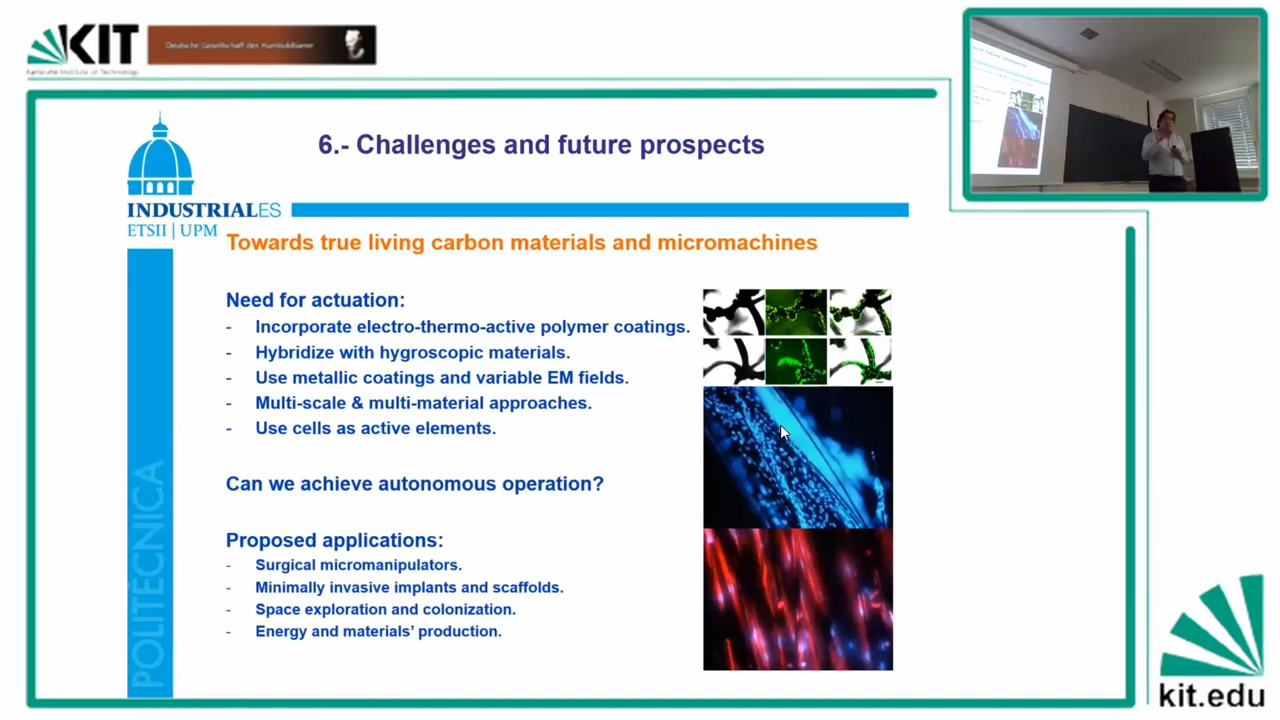 KIT
Karlsruhe Institute of Technology
Deutsche Gesellschaft der Humboldtianer
6.- Challenges and future prospects
INDUSTRIALES
ETSII | UPM
POLITÉCNICA
Towards true living carbon materials and micromachines
Need for actuation:
- Incorporate electro-thermo-active polymer coatings.
- Hybridize with hygroscopic materials.
- Use metallic coatings and variable EM fields.
- Multi-scale & multi-material approaches.
- Use cells as active elements.
Can we achieve autonomous operation?
Proposed applications:
- Surgical micromanipulators.
- Minimally invasive implants and scaffolds.
- Space exploration and colonization.
- Energy and materials' production.
and future prospects
kit.edu